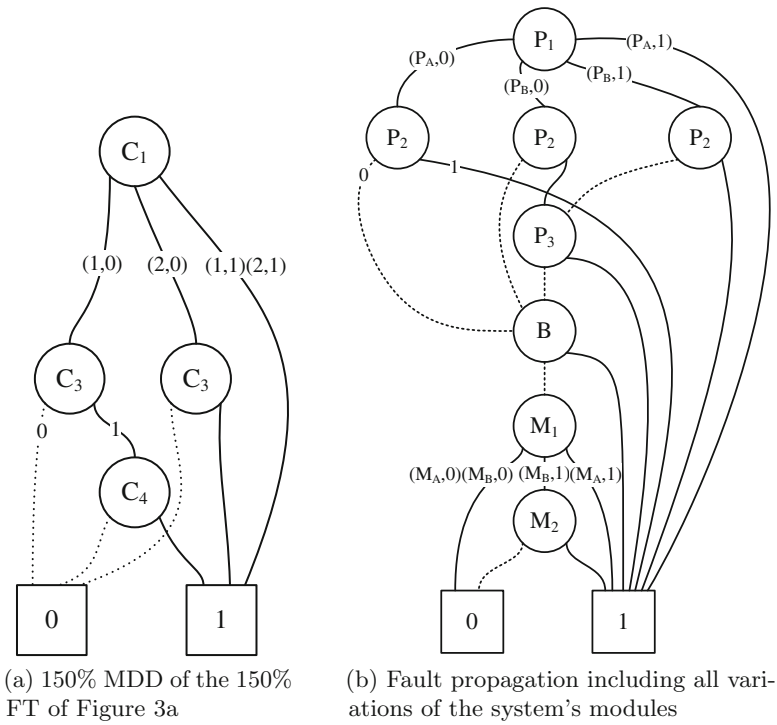 C1
(1,0) (2,0) (1,1)(2,1)
C3 C3
0 1
C4
0 1
(a) 150% MDD of the 150%
FT of Figure 3a
P1
(PA,0) (PB,0) (PB,1) (PA,1)
P2 P2 P2
0 1
P3
B
M1
(MA,0)(MB,0) (MB,1)(MA,1)
M2
0 1
(b) Fault propagation including all vari-
ations of the system's modules